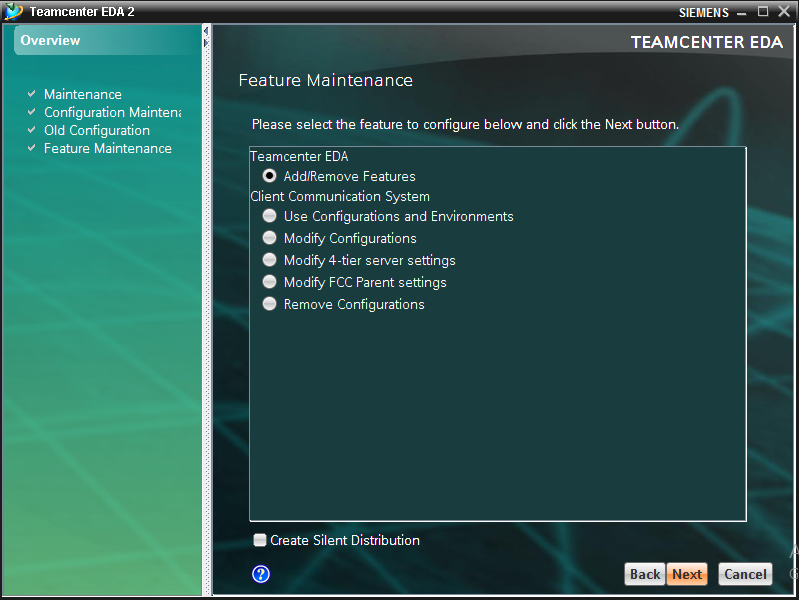 Teamcenter EDA 2
SIEMENS
Overview
TEAMCENTER EDA
Maintenance
Configuration Maintena
Old Configuration
Feature Maintenance
Feature Maintenance
Please select the feature to configure below and click the Next button.
Teamcenter EDA
Add/Remove Features
Client Communication System
Use Configurations and Environments
Modify Configurations
Modify 4-tier server settings
Modify FCC Parent settings
Remove Configurations
Create Silent Distribution
?
Back Next Cancel